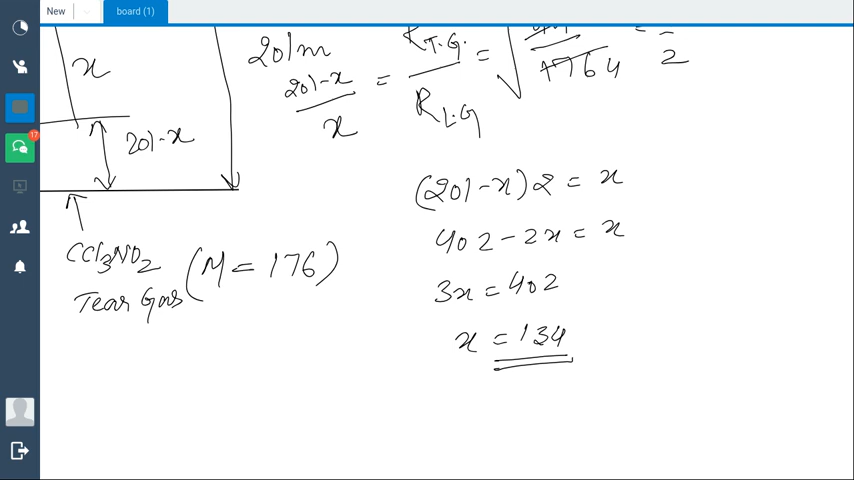 New
board (1)
17
x
201-x
201m
201-x / x = R T.G. / R L.G = √ 1764 = / 2
(201-x)2 = x
402-2x = x
3x = 402
x = 134
CCl3NO2
Tear Gas (M = 176)